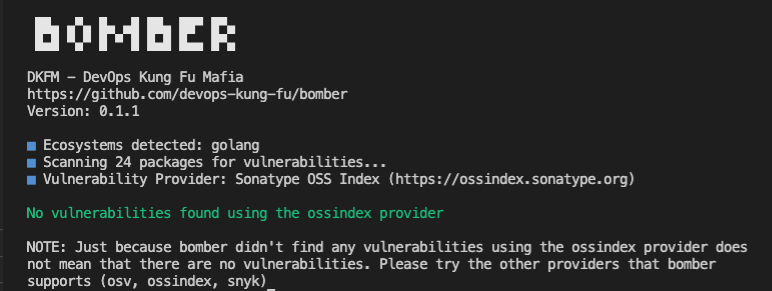 BOMBER
DKFM - DevOps Kung Fu Mafia
https://github.com/devops-kung-fu/bomber
Version: 0.1.1
Ecosystems detected: golang
Scanning 24 packages for vulnerabilities...
Vulnerability Provider: Sonatype OSS Index (https://ossindex.sonatype.org)
No vulnerabilities found using the ossindex provider
NOTE: Just because bomber didn't find any vulnerabilities using the ossindex provider does
not mean that there are no vulnerabilities. Please try the other providers that bomber
supports (osv, ossindex, snyk)